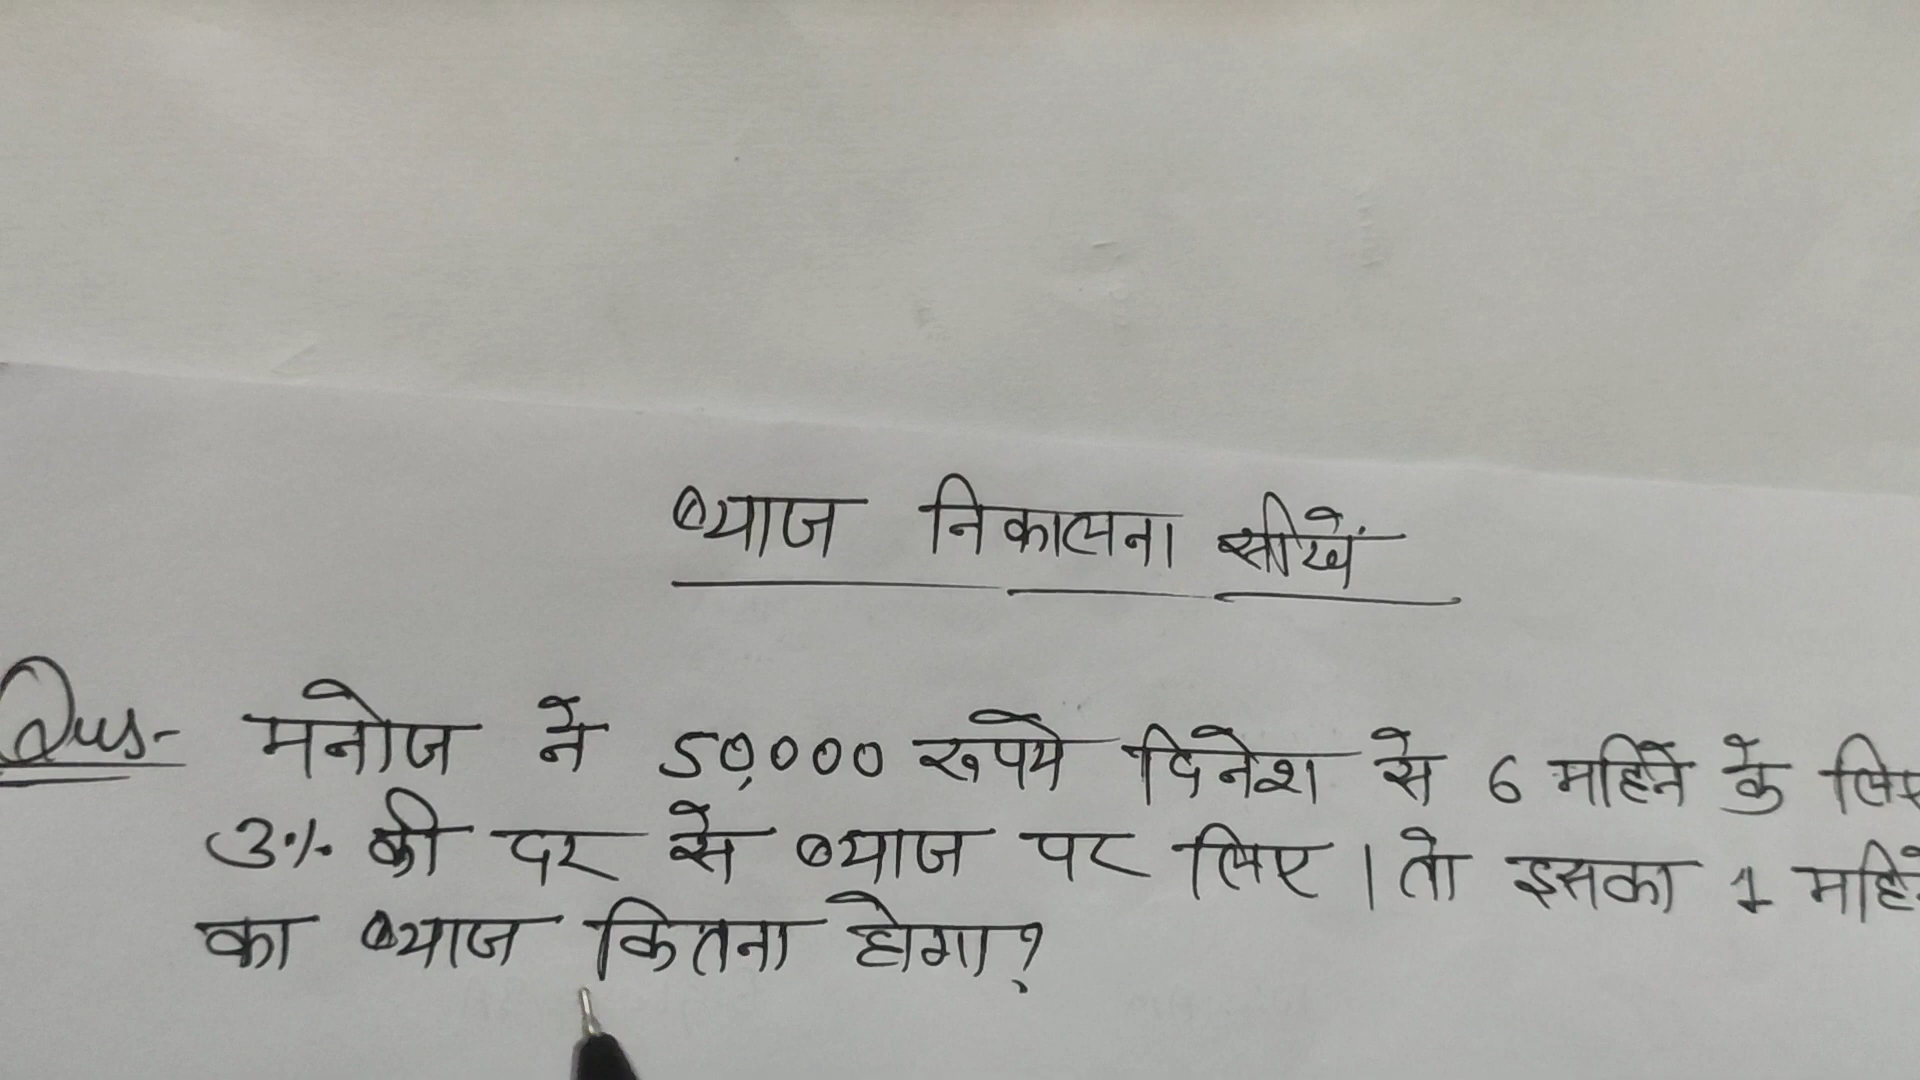 ब्याज निकालना सीखें
Qus- मनोज ने 50,000 रूपये दिनेश से 6 महिने के लिए
3% की दर से ब्याज पर लिए। तो इसका 1 महिने
का ब्याज कितना होगा?